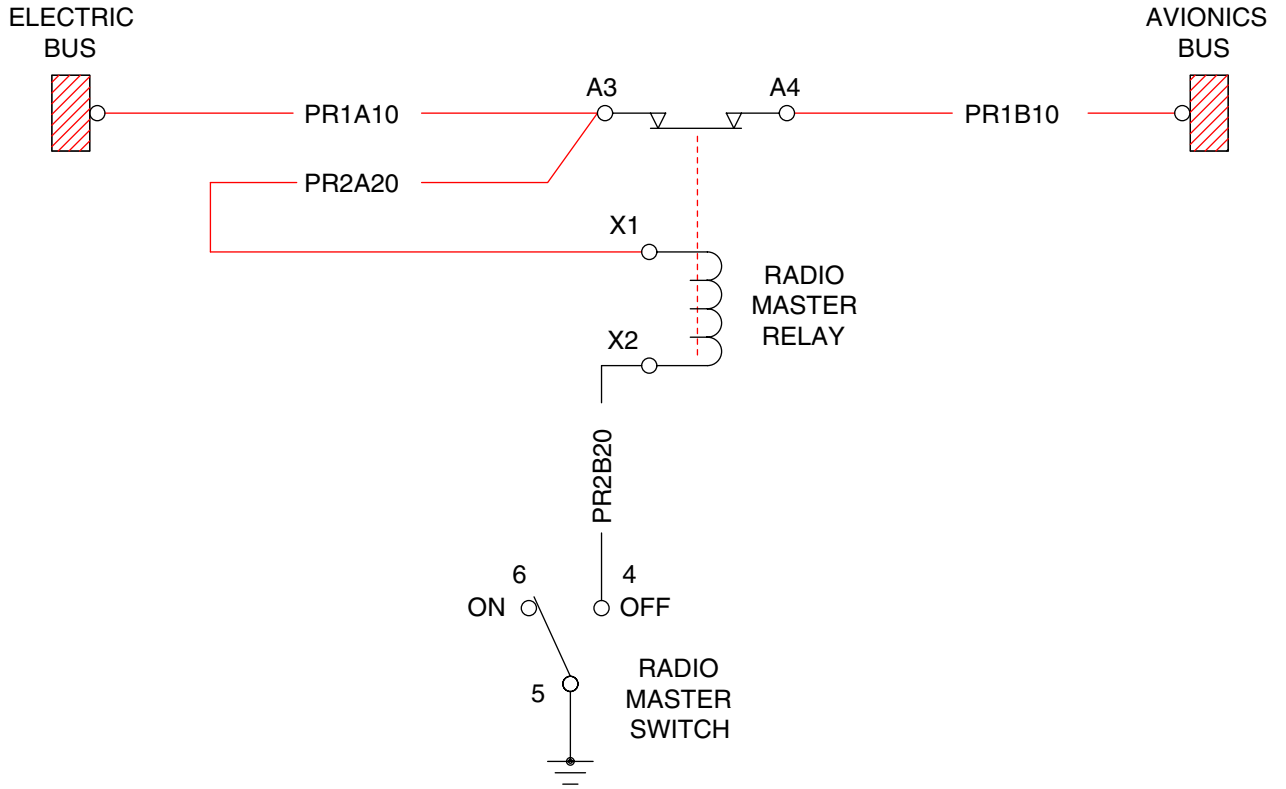 ELECTRIC
BUS
AVIONICS
BUS
A3
A4
PR1A10
PR1B10
PR2A20
X1
RADIO
MASTER
RELAY
X2
PR2B20
6
4
ON
OFF
5
RADIO
MASTER
SWITCH